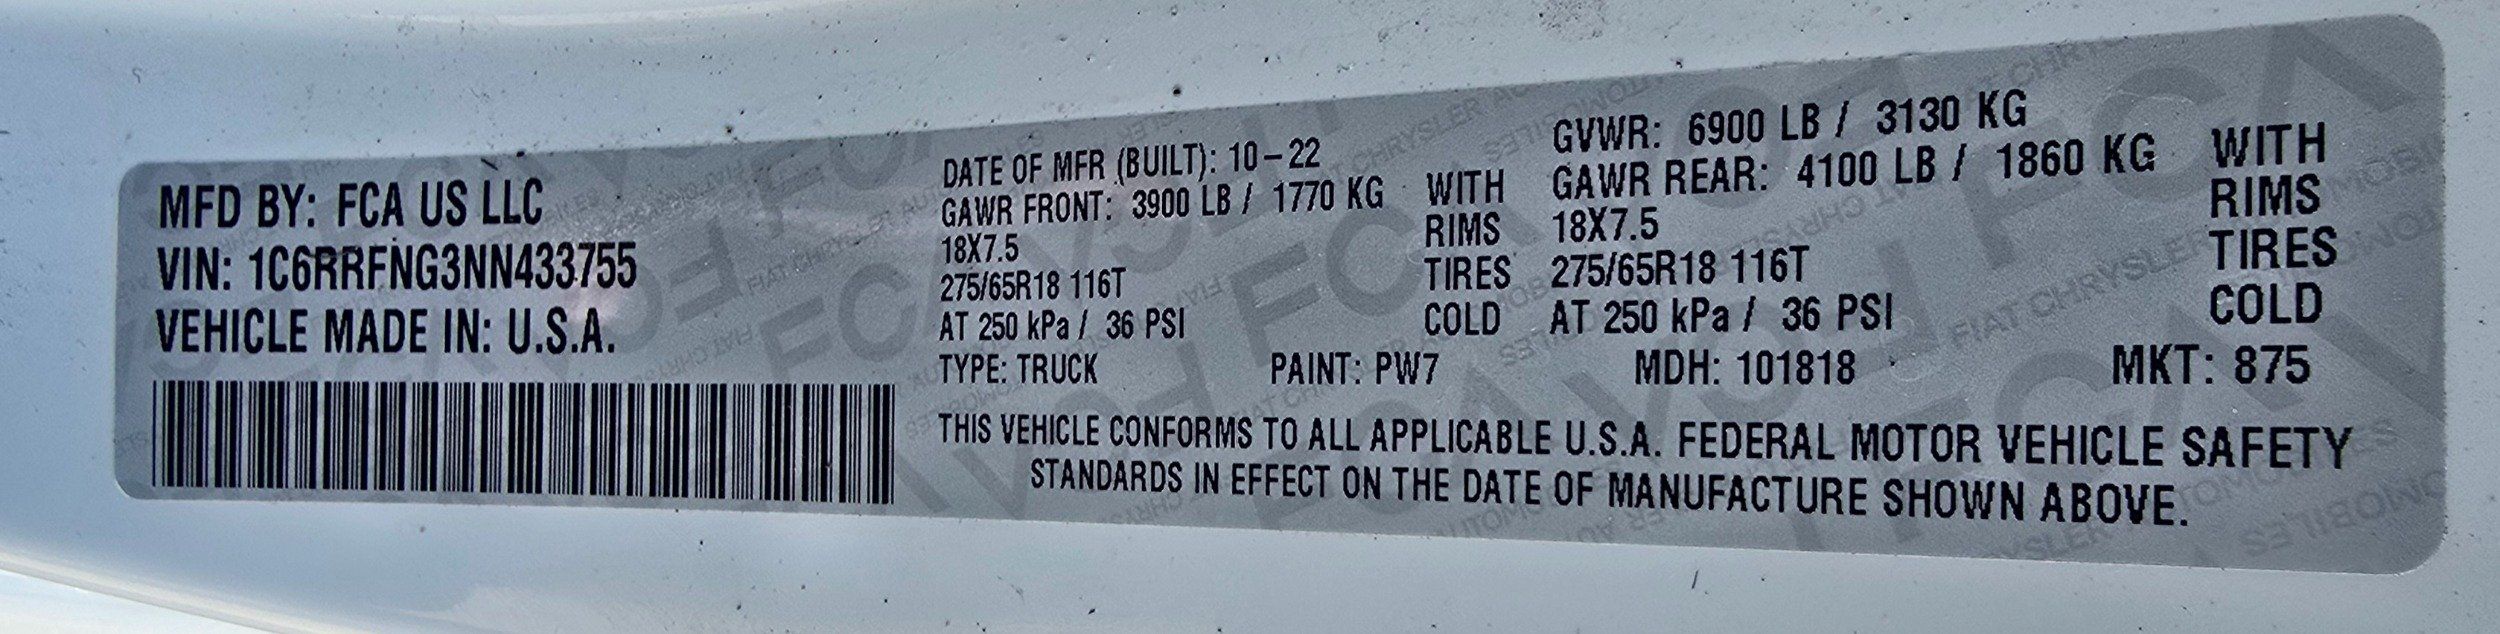 MFD BY: FCA US LLC
VIN: 1C6RRFNG3NN433755
VEHICLE MADE IN: U.S.A.
DATE OF MFR (BUILT): 10-22
GAWR FRONT: 3900 LB / 1770 KG WITH
18X7.5 RIMS
275/65R18 116T TIRES
AT 250 kPa / 36 PSI COLD
GVWR: 6900 LB / 3130 KG
GAWR REAR: 4100 LB / 1860 KG WITH
18X7.5 RIMS
275/65R18 116T TIRES
AT 250 kPa / 36 PSI COLD
TYPE: TRUCK PAINT: PW7 MDH: 101818 MKT: 875
THIS VEHICLE CONFORMS TO ALL APPLICABLE U.S.A. FEDERAL MOTOR VEHICLE SAFETY
STANDARDS IN EFFECT ON THE DATE OF MANUFACTURE SHOWN ABOVE.